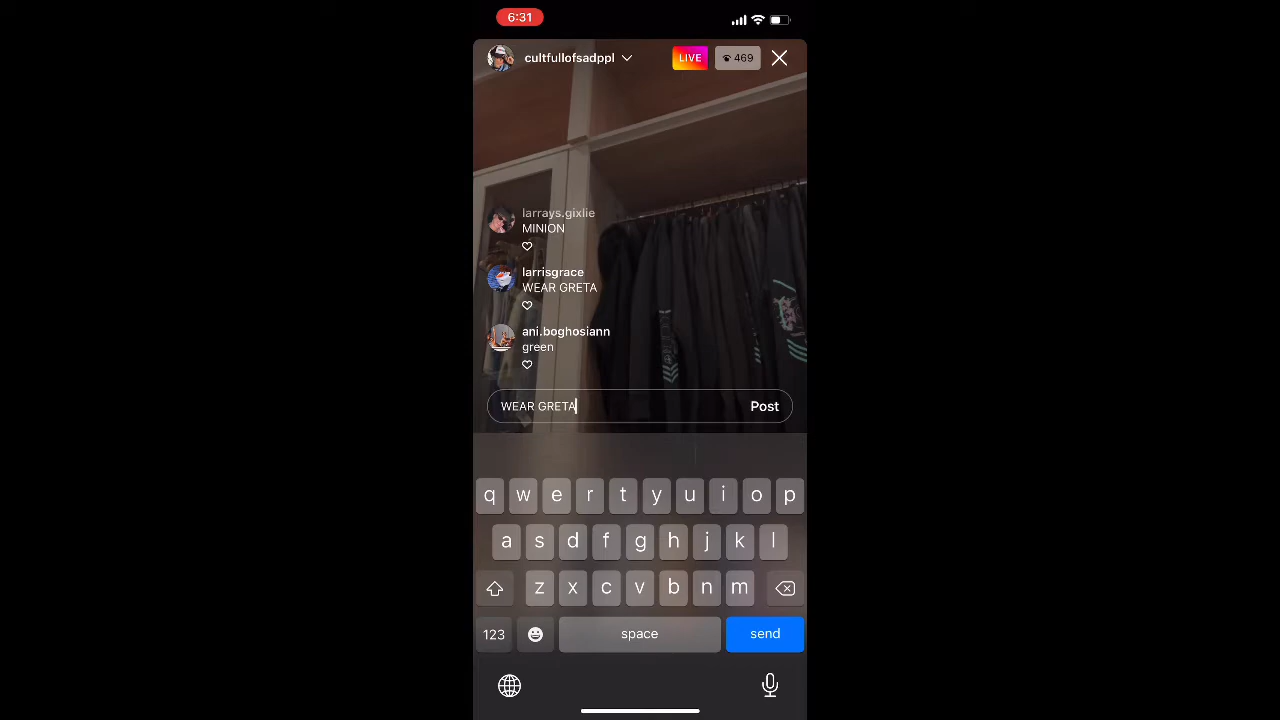 6:31
cultfullofsadppl
LIVE
469
larrays.gixlie
MINION
larrisgrace
WEAR GRETA
ani.boghosiann
green
WEAR GRETA
Post
q w e r t y u i o p
a s d f g h j k l
z x c v b n m
123
space
send